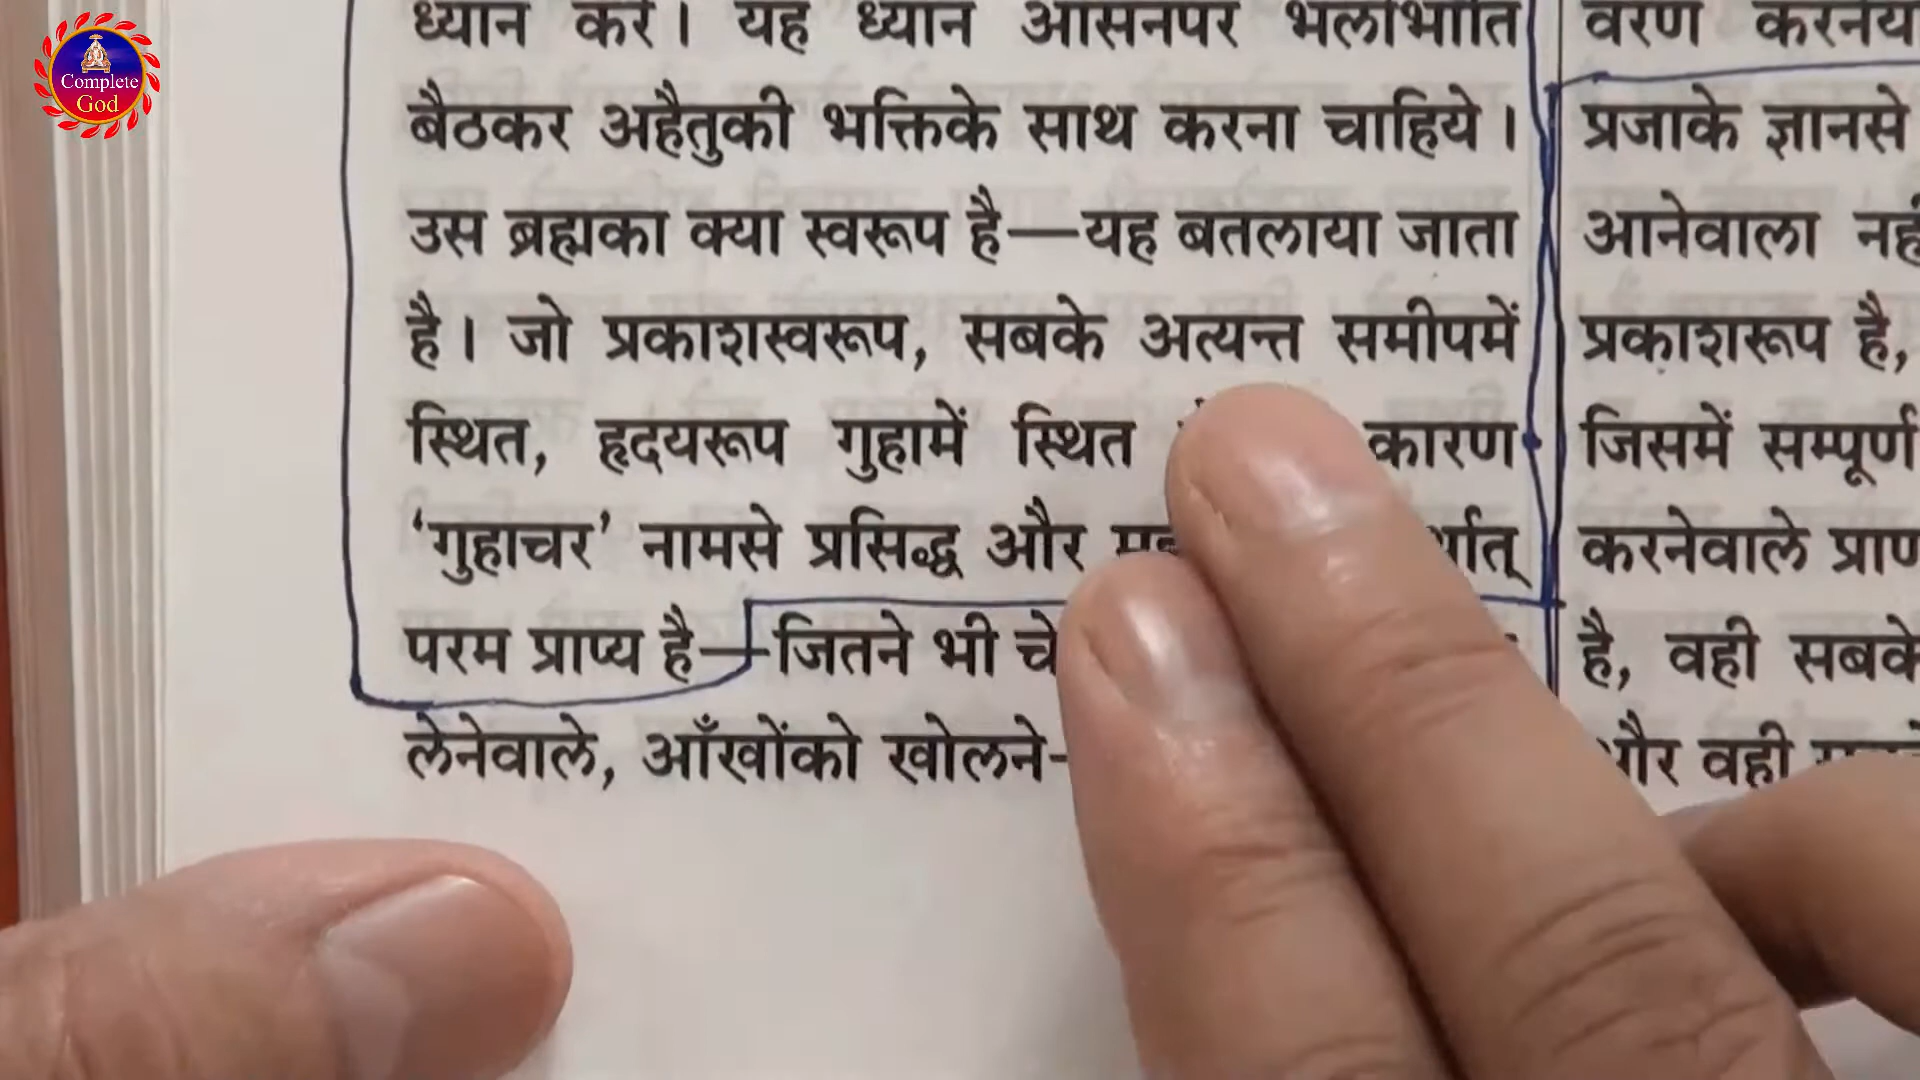 Complete
God
ध्यान करे। यह ध्यान आसनपर भलीभाँति
बैठकर अहैतुकी भक्तिके साथ करना चाहिये।
उस ब्रह्मका क्या स्वरूप है—यह बतलाया जाता
है। जो प्रकाशस्वरूप, सबके अत्यन्त समीपमें
स्थित, हृदयरूप गुहामें स्थित कारण
‘गुहाचर’ नामसे प्रसिद्ध और
परम प्राप्य है—जितने भी
लेनेवाले, आँखोंको खोलने-
वरण
प्रजाके ज्ञानसे
आनेवाला
प्रकाशरूप है,
जिसमें सम्पूर्ण
करनेवाले
है, वही सबके
और वही